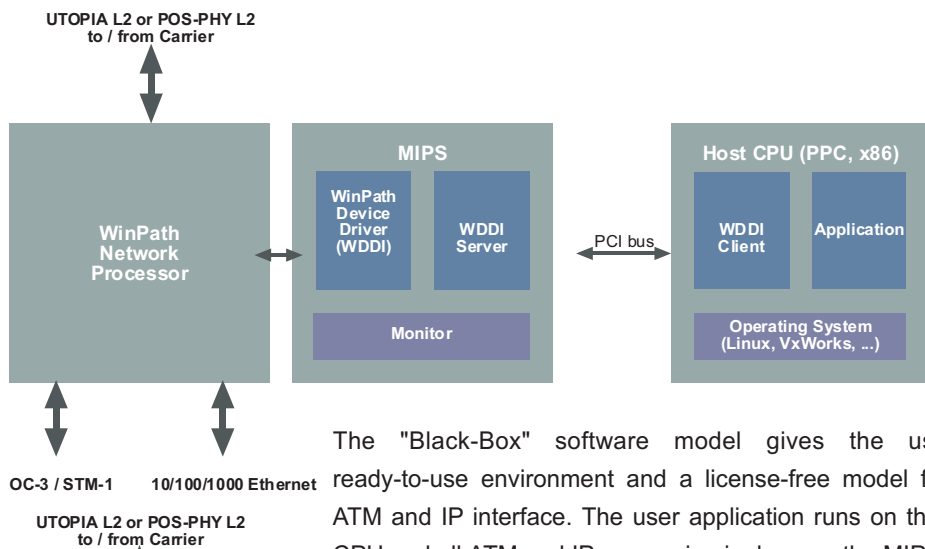 UTOPIA L2 or POS-PHY L2
to / from Carrier
WinPath
Network
Processor
MIPS
WinPath
Device
Driver
(WDDI)
WDDI
Server
Monitor
PCI bus
Host CPU (PPC, x86)
WDDI
Client
Application
Operating System
(Linux, VxWorks, ...)
OC-3 / STM-1
10/100/1000 Ethernet
The "Black-Box" software model gives the
ready-to-use environment and a license-free model
ATM and IP interface. The user application runs on
UTOPIA L2 or POS-PHY L2
to / from Carrier